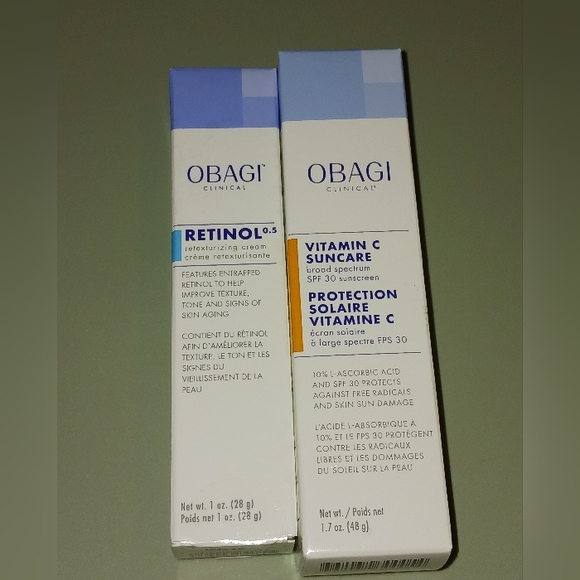 OBAGI™
CLINICAL
RETINOL 0.5
retexturizing cream
crème retexturisante
FEATURES ENTRAPPED
RETINOL TO HELP
IMPROVE TEXTURE,
TONE AND SIGNS OF
SKIN AGING
CONTIENT DU RÉTINOL
AFIN D'AMÉLIORER LA
TEXTURE, LE TON ET LES
SIGNES DU
VIEILLISSEMENT DE LA
PEAU
Net wt. 1 oz. (28 g)
Poids net 1 oz. (28 g)
OBAGI
CLINICAL®
VITAMIN C
SUNCARE
broad spectrum
SPF 30 sunscreen
PROTECTION
SOLAIRE
VITAMINE C
écran solaire
à large spectre FPS 30
10% L-ASCORBIC ACID
AND SPF 30 PROTECTS
AGAINST FREE RADICALS
AND SKIN SUN DAMAGE
L'ACIDE L-ABSORBIQUE À
10% ET LE FPS 30 PROTÈGENT
CONTRE LES RADICAUX
LIBRES ET LES DOMMAGES
DU SOLEIL SUR LA PEAU
Net wt. / Poids net
1.7 oz. (48 g)